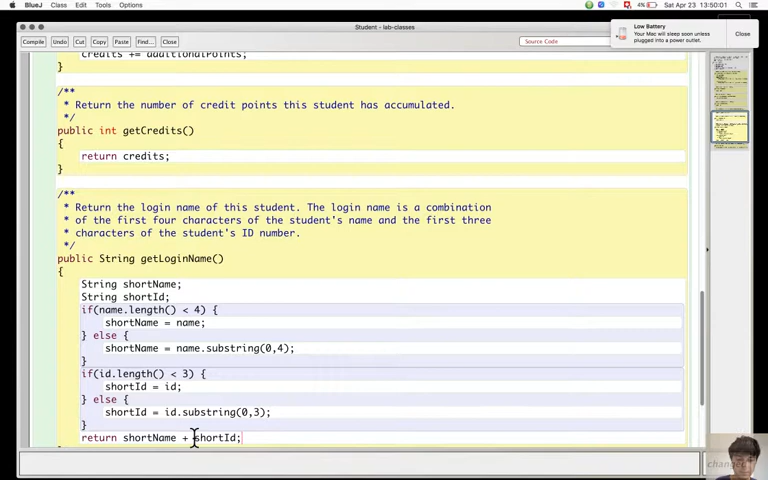 BlueJ Class Edit Tools Options 4% Sat Apr 23 13:50:01
Student - lab-classes
Low Battery
Your Mac will sleep soon unless
plugged into a power outlet.
Close
Compile Undo Cut Copy Paste Find... Close
Source Code
credits += additionalPoints;
}
/**
* Return the number of credit points this student has accumulated.
*/
public int getCredits()
{
return credits;
}
/**
* Return the login name of this student. The login name is a combination
* of the first four characters of the student's name and the first three
* characters of the student's ID number.
*/
public String getLoginName()
{
String shortName;
String shortId;
if(name.length() < 4) {
shortName = name;
} else {
shortName = name.substring(0,4);
}
if(id.length() < 3) {
shortId = id;
} else {
shortId = id.substring(0,3);
}
return shortName + shortId;
changed